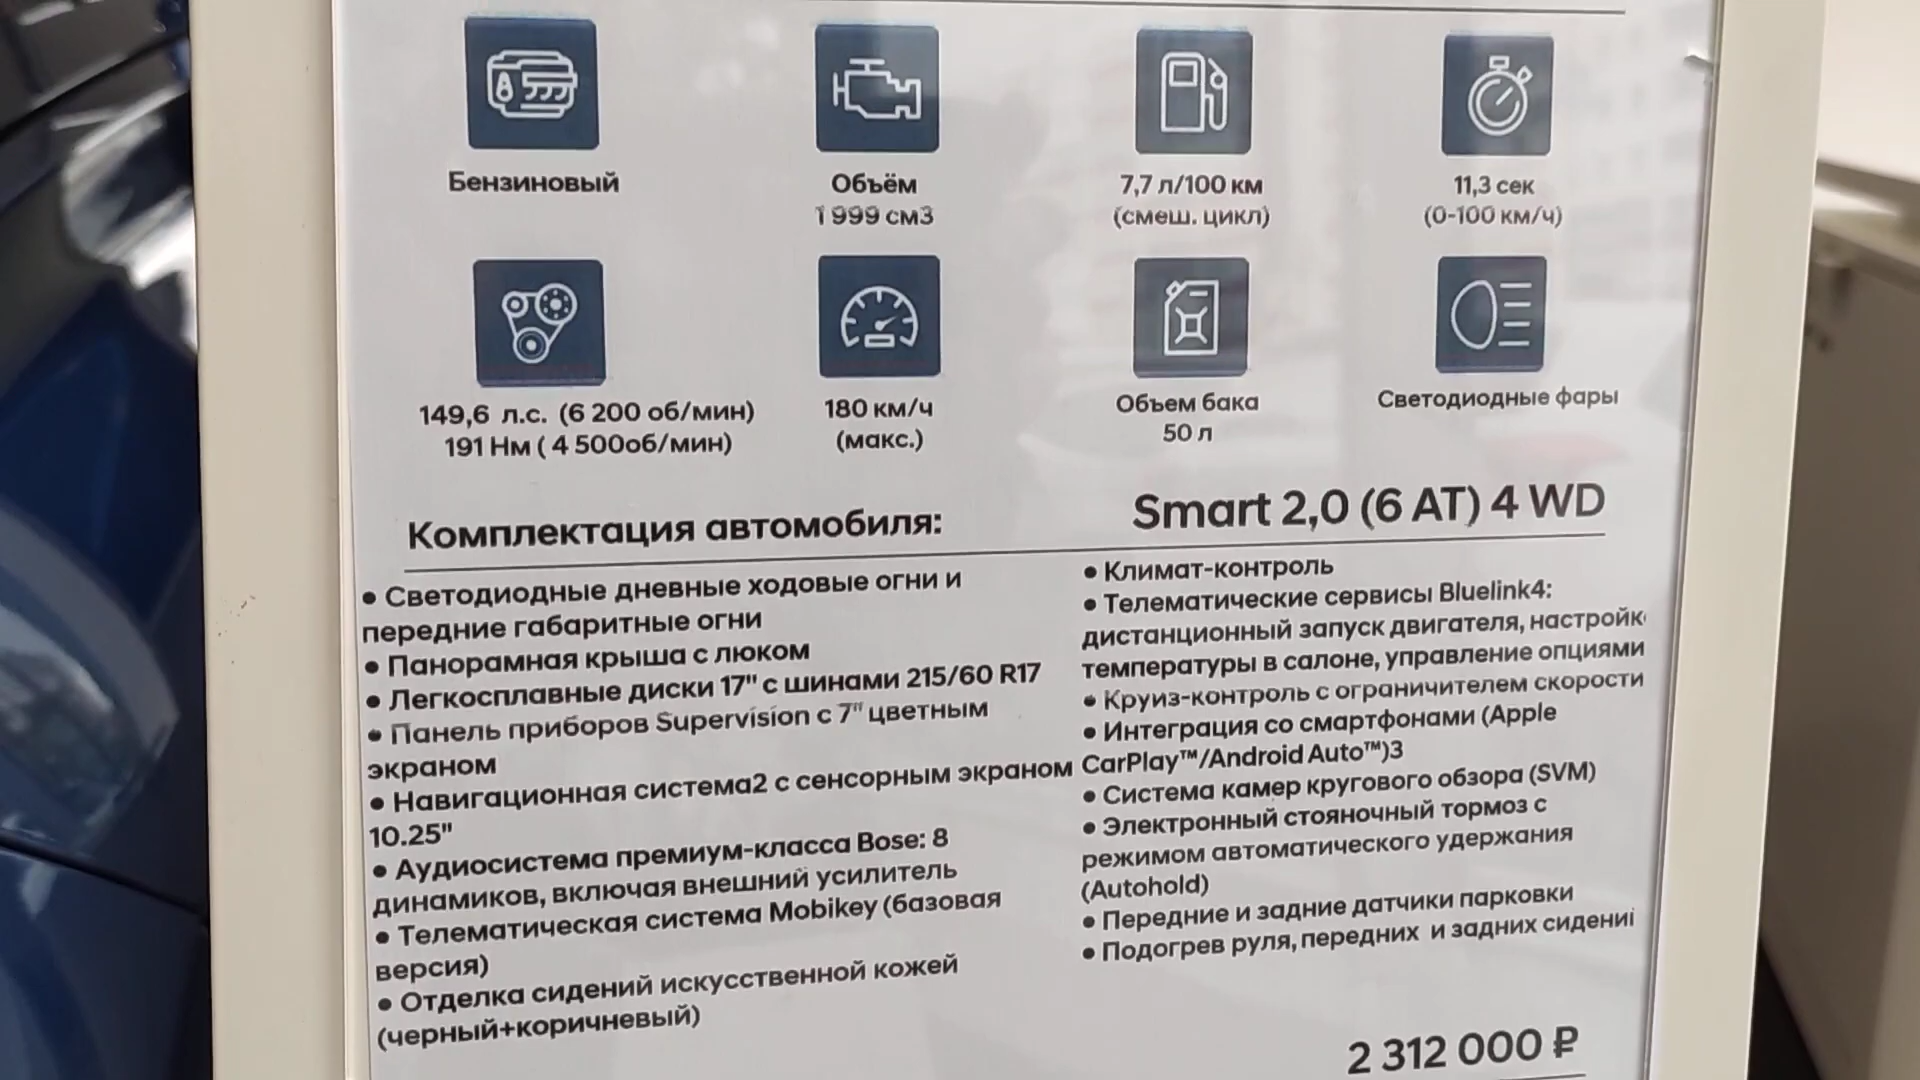 Бензиновый
Объём
1 999 см3
7,7 л/100 км
(смеш. цикл)
11,3 сек
(0-100 км/ч)
149,6 л.с. (6 200 об/мин)
191 Нм ( 4 500об/мин)
180 км/ч
(макс.)
Объем бака
50 л
Светодиодные фары
Комплектация автомобиля:
Smart 2,0 (6 AT) 4 WD
• Светодиодные дневные ходовые огни и
передние габаритные огни
• Панорамная крыша с люком
• Легкосплавные диски 17" с шинами 215/60 R17
• Панель приборов Supervision с 7" цветным
экраном
• Навигационная система2 с сенсорным экраном
10.25"
• Аудиосистема премиум-класса Bose: 8
динамиков, включая внешний усилитель
• Телематическая система Mobikey (базовая
версия)
• Отделка сидений искусственной кожей
(черный+коричневый)
• Климат-контроль
• Телематические сервисы Bluelink4:
дистанционный запуск двигателя, настройк
температуры в салоне, управление опциями
• Круиз-контроль с ограничителем скорости
• Интеграция со смартфонами (Apple
CarPlay™/Android Auto™)3
• Система камер кругового обзора (SVM)
• Электронный стояночный тормоз с
режимом автоматического удержания
(Autohold)
• Передние и задние датчики парковки
• Подогрев руля, передних и задних сидени
2 312 000 ₽